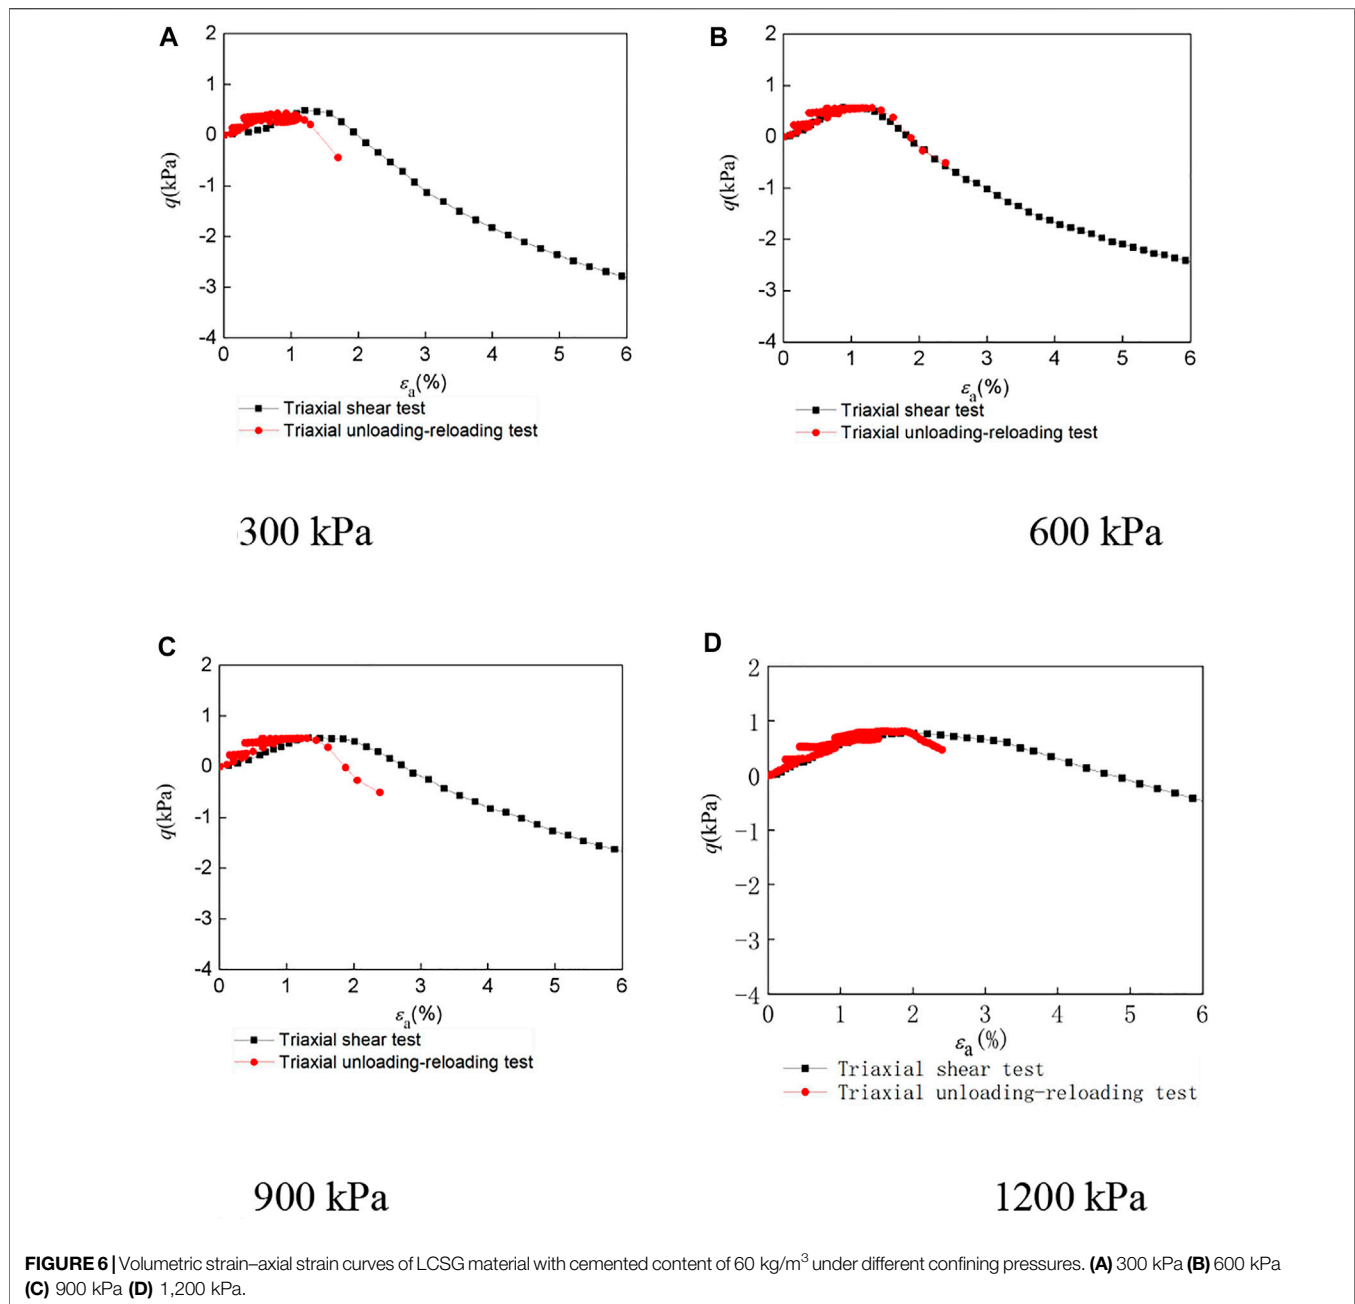 A
2
1
0
-1
-2
-3
-4
q(kPa)
0 1 2 3 4 5 6
εa(%)
Triaxial shear test
Triaxial unloading-reloading test
300 kPa
B
2
1
0
-1
-2
-3
-4
q(kPa)
0 1 2 3 4 5 6
εa(%)
Triaxial shear test
Triaxial unloading-reloading test
600 kPa
C
2
1
0
-1
-2
-3
-4
q(kPa)
0 1 2 3 4 5 6
εa(%)
Triaxial shear test
Triaxial unloading-reloading test
900 kPa
D
2
1
0
−1
−2
−3
−4
q(kPa)
0 1 2 3 4 5 6
εa(%)
Triaxial shear test
Triaxial unloading-reloading test
1200 kPa
FIGURE 6 | Volumetric strain–axial strain curves of LCSG material with cemented content of 60 kg/m³ under different confining pressures. (A) 300 kPa (B) 600 kPa
(C) 900 kPa (D) 1,200 kPa.